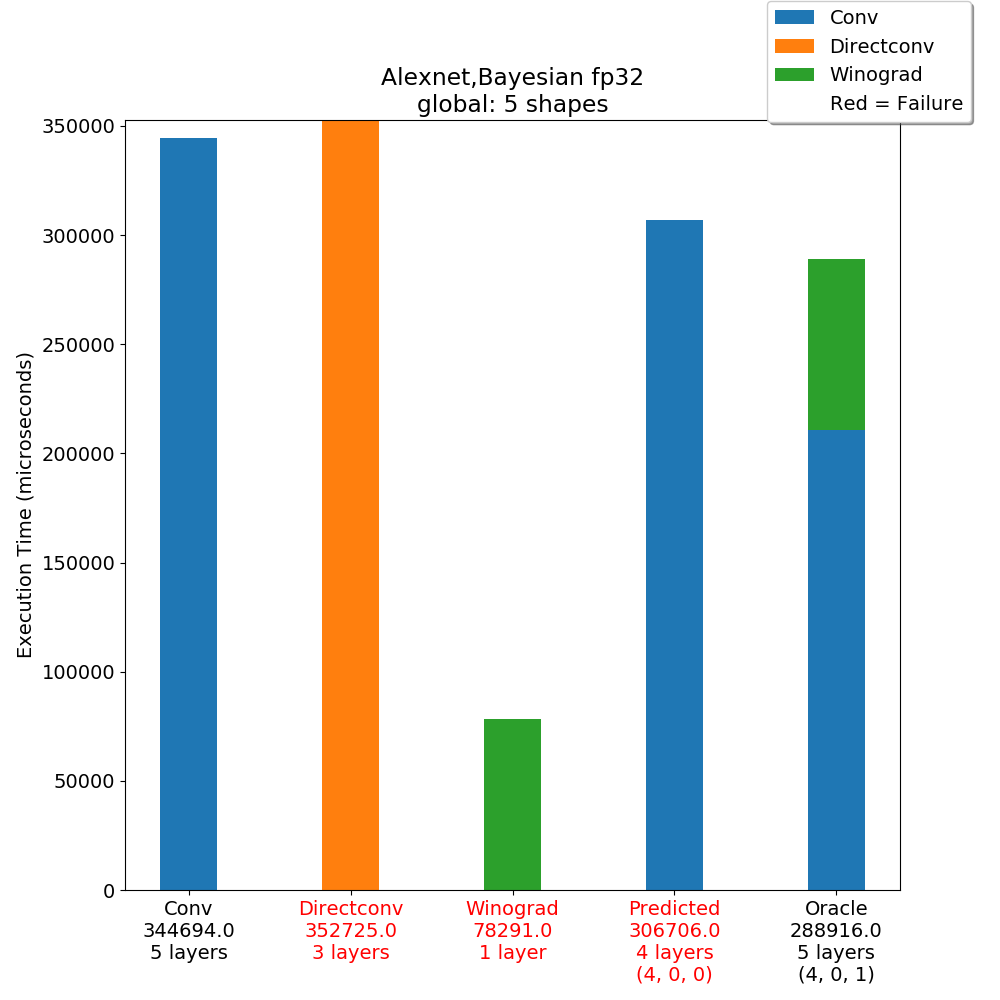 Conv
Directconv
Winograd
Red = Failure
Alexnet,Bayesian fp32
global: 5 shapes
Execution Time (microseconds)
350000
300000
250000
200000
150000
100000
50000
0
Conv
344694.0
5 layers
Directconv
352725.0
3 layers
Winograd
78291.0
1 layer
Predicted
306706.0
4 layers
(4, 0, 0)
Oracle
288916.0
5 layers
(4, 0, 1)